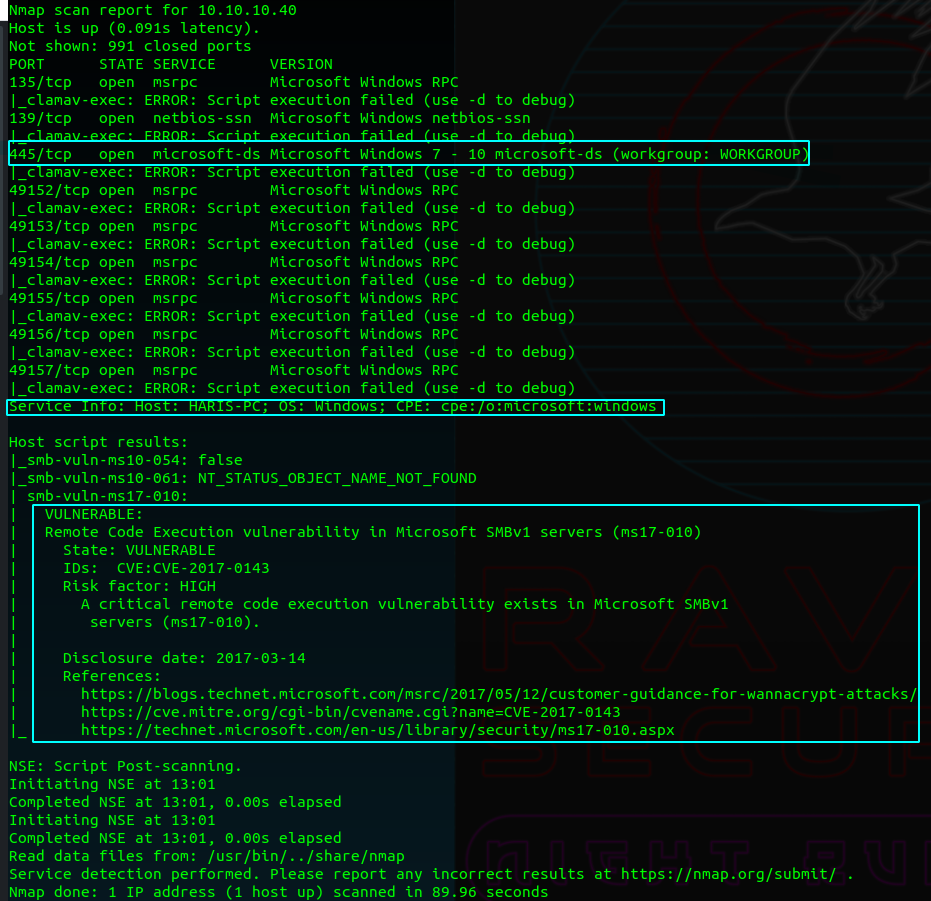 Nmap scan report for 10.10.10.40
Host is up (0.091s latency).
Not shown: 991 closed ports
PORT      STATE SERVICE      VERSION
135/tcp   open  msrpc        Microsoft Windows RPC
|_clamav-exec: ERROR: Script execution failed (use -d to debug)
139/tcp   open  netbios-ssn  Microsoft Windows netbios-ssn
|_clamav-exec: ERROR: Script execution failed (use -d to debug)
445/tcp   open  microsoft-ds Microsoft Windows 7 - 10 microsoft-ds (workgroup: WORKGROUP)
|_clamav-exec: ERROR: Script execution failed (use -d to debug)
49152/tcp open  msrpc        Microsoft Windows RPC
|_clamav-exec: ERROR: Script execution failed (use -d to debug)
49153/tcp open  msrpc        Microsoft Windows RPC
|_clamav-exec: ERROR: Script execution failed (use -d to debug)
49154/tcp open  msrpc        Microsoft Windows RPC
|_clamav-exec: ERROR: Script execution failed (use -d to debug)
49155/tcp open  msrpc        Microsoft Windows RPC
|_clamav-exec: ERROR: Script execution failed (use -d to debug)
49156/tcp open  msrpc        Microsoft Windows RPC
|_clamav-exec: ERROR: Script execution failed (use -d to debug)
49157/tcp open  msrpc        Microsoft Windows RPC
|_clamav-exec: ERROR: Script execution failed (use -d to debug)
Service Info: Host: HARIS-PC; OS: Windows; CPE: cpe:/o:microsoft:windows
Host script results:
|_smb-vuln-ms10-054: false
|_smb-vuln-ms10-061: NT_STATUS_OBJECT_NAME_NOT_FOUND
| smb-vuln-ms17-010:
|   VULNERABLE:
|   Remote Code Execution vulnerability in Microsoft SMBv1 servers (ms17-010)
|     State: VULNERABLE
|     IDs:  CVE:CVE-2017-0143
|     Risk factor: HIGH
|       A critical remote code execution vulnerability exists in Microsoft SMBv1
|        servers (ms17-010).
|
|     Disclosure date: 2017-03-14
|     References:
|       https://blogs.technet.microsoft.com/msrc/2017/05/12/customer-guidance-for-wannacrypt-attacks/
|       https://cve.mitre.org/cgi-bin/cvename.cgi?name=CVE-2017-0143
|_      https://technet.microsoft.com/en-us/library/security/ms17-010.aspx
NSE: Script Post-scanning.
Initiating NSE at 13:01
Completed NSE at 13:01, 0.00s elapsed
Initiating NSE at 13:01
Completed NSE at 13:01, 0.00s elapsed
Read data files from: /usr/bin/../share/nmap
Service detection performed. Please report any incorrect results at https://nmap.org/submit/ .
Nmap done: 1 IP address (1 host up) scanned in 89.96 seconds
RAV
SECUR